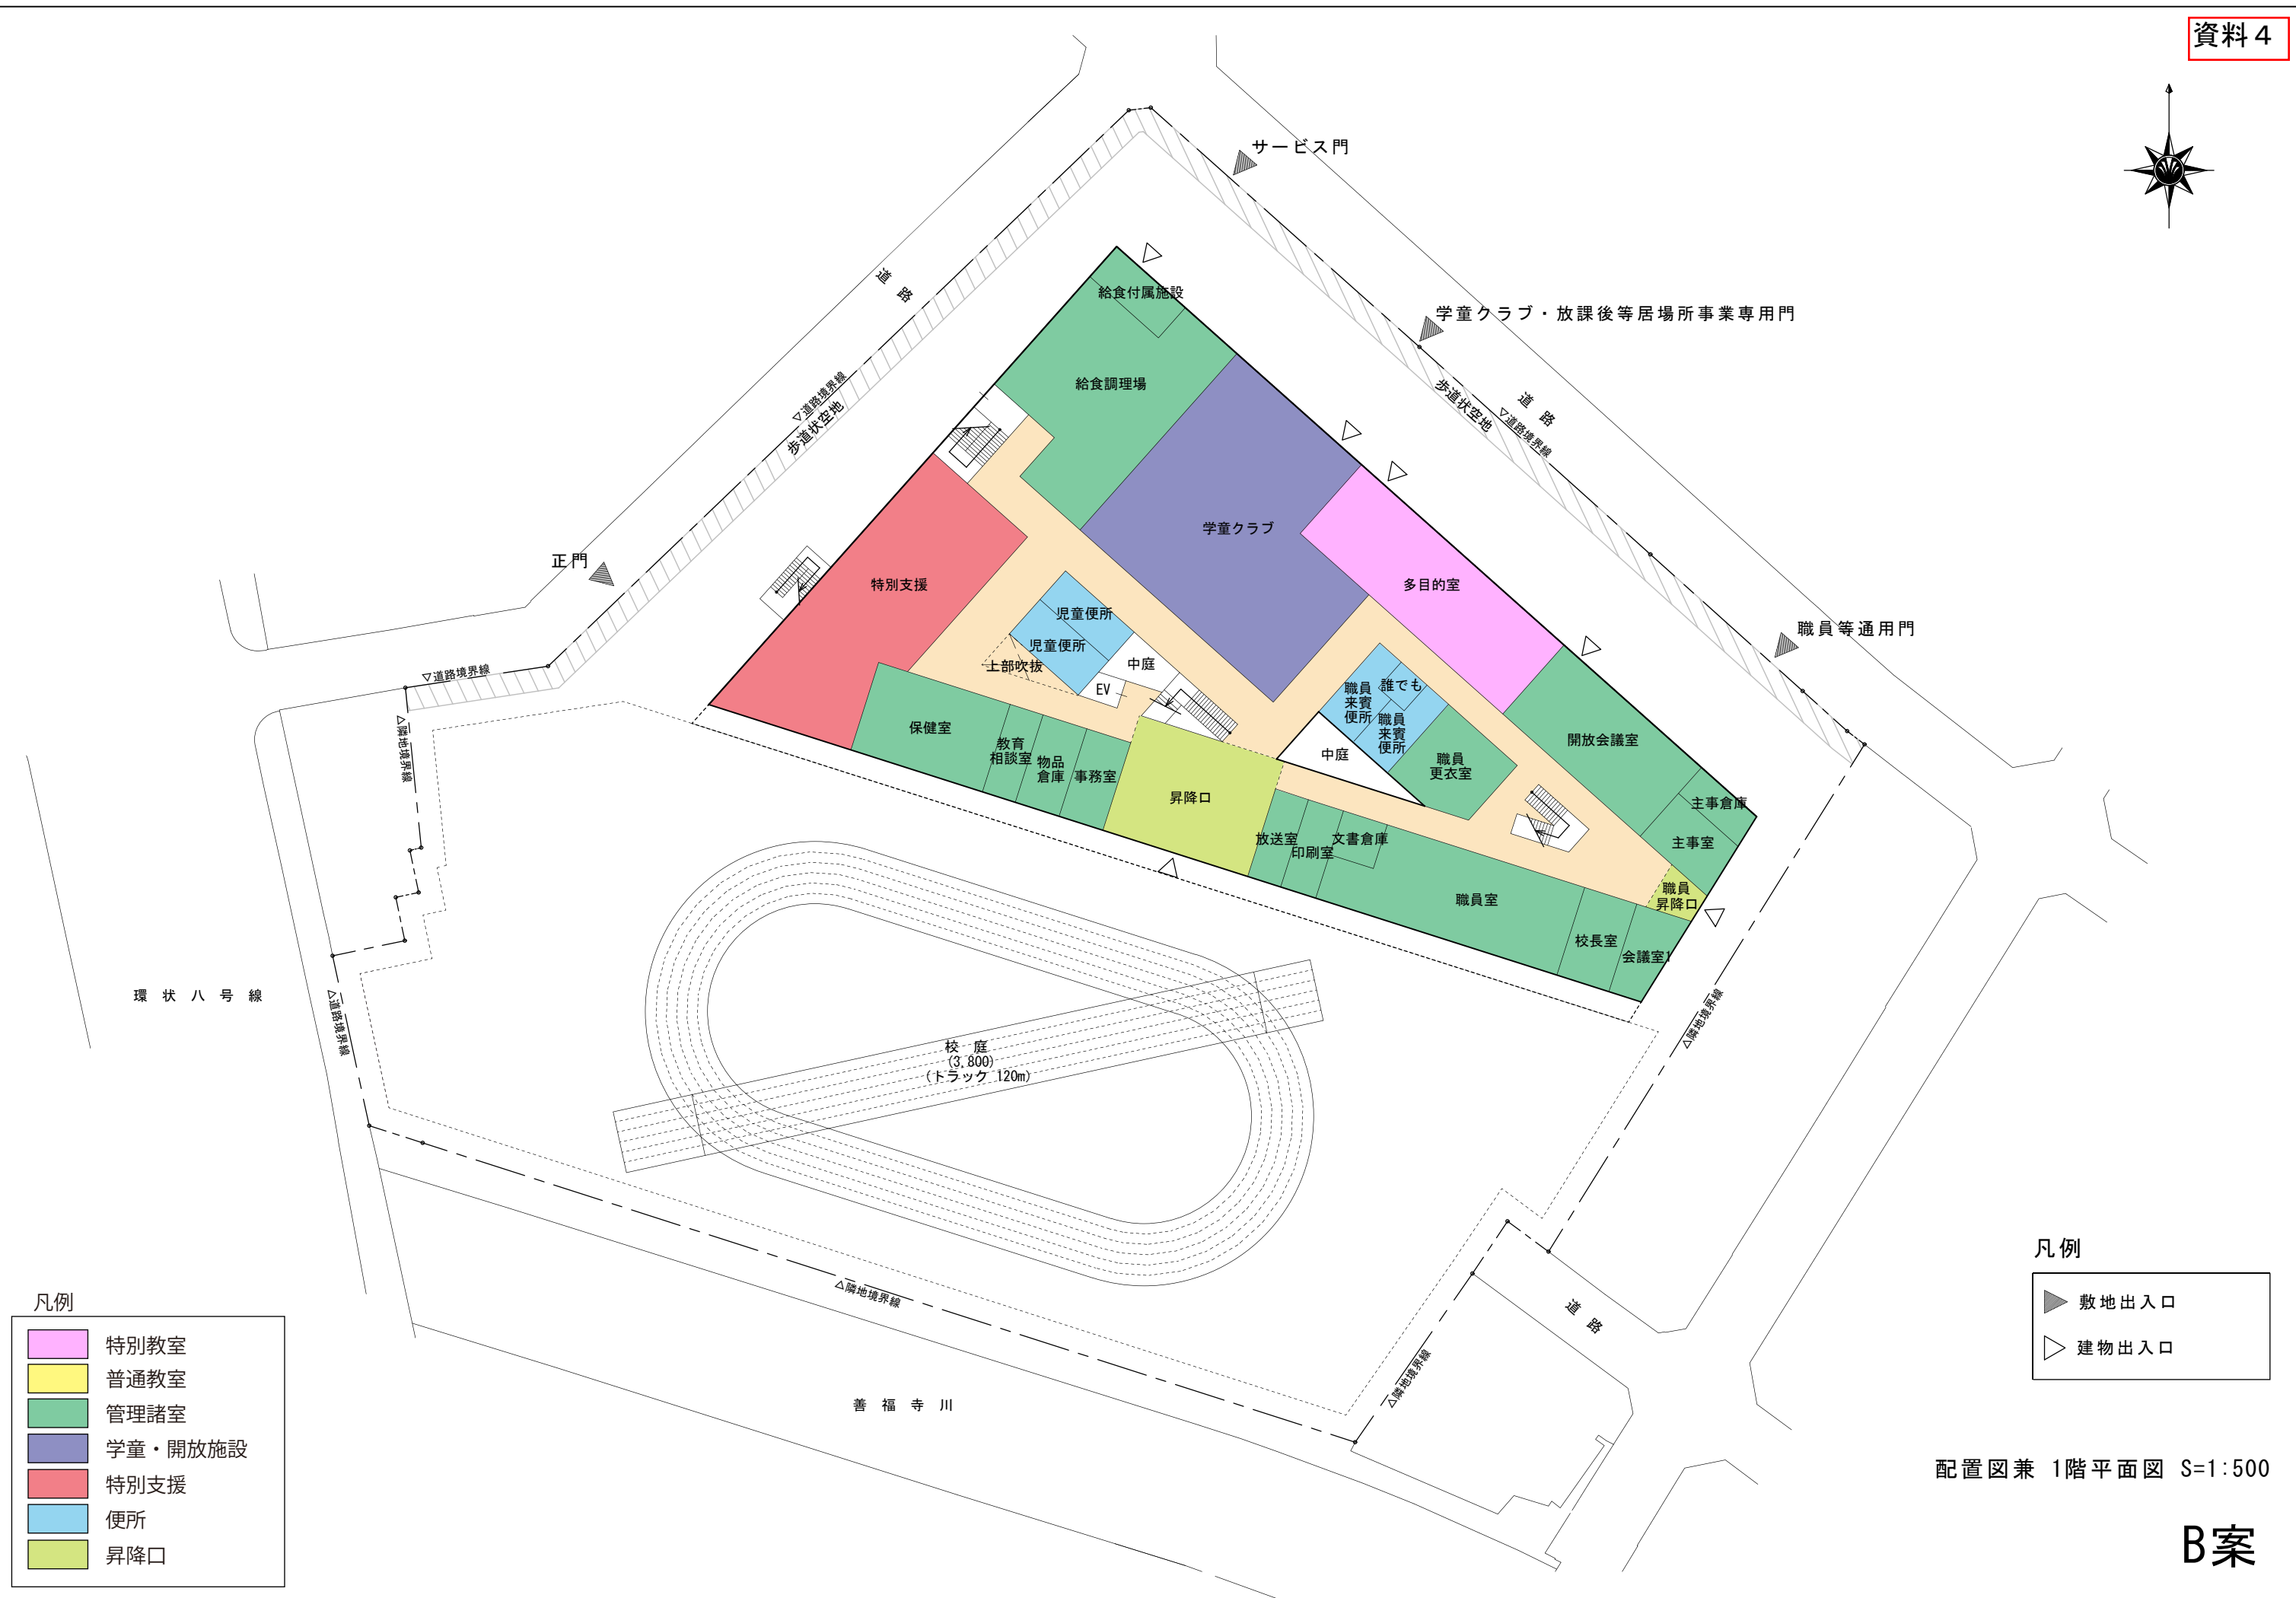 資料４
サービス門
学童クラブ・放課後等居場所事業専用門
職員等通用門
正門
道路
▽道路境界線
歩道状空地
道路
歩道状空地
▽道路境界線
▽道路境界線
△隣地境界線
給食付属施設
給食調理場
学童クラブ
特別支援
多目的室
児童便所
児童便所
上部吹抜
中庭
EV
職員
来賓
便所
誰でも
職員
来賓
便所
中庭
職員
更衣室
開放会議室
主事倉庫
主事室
職員
昇降口
保健室
教育
相談室
物品
倉庫
事務室
昇降口
放送室
印刷室
文書倉庫
職員室
校長室
会議室1
環状八号線
△道路境界線
校庭
(3,800)
(トラック 120m)
△隣地境界線
△隣地境界線
△隣地境界線
道路
善福寺川
凡例
特別教室
普通教室
管理諸室
学童・開放施設
特別支援
便所
昇降口
凡例
敷地出入口
建物出入口
配置図兼 1階平面図 S=1:500
B案